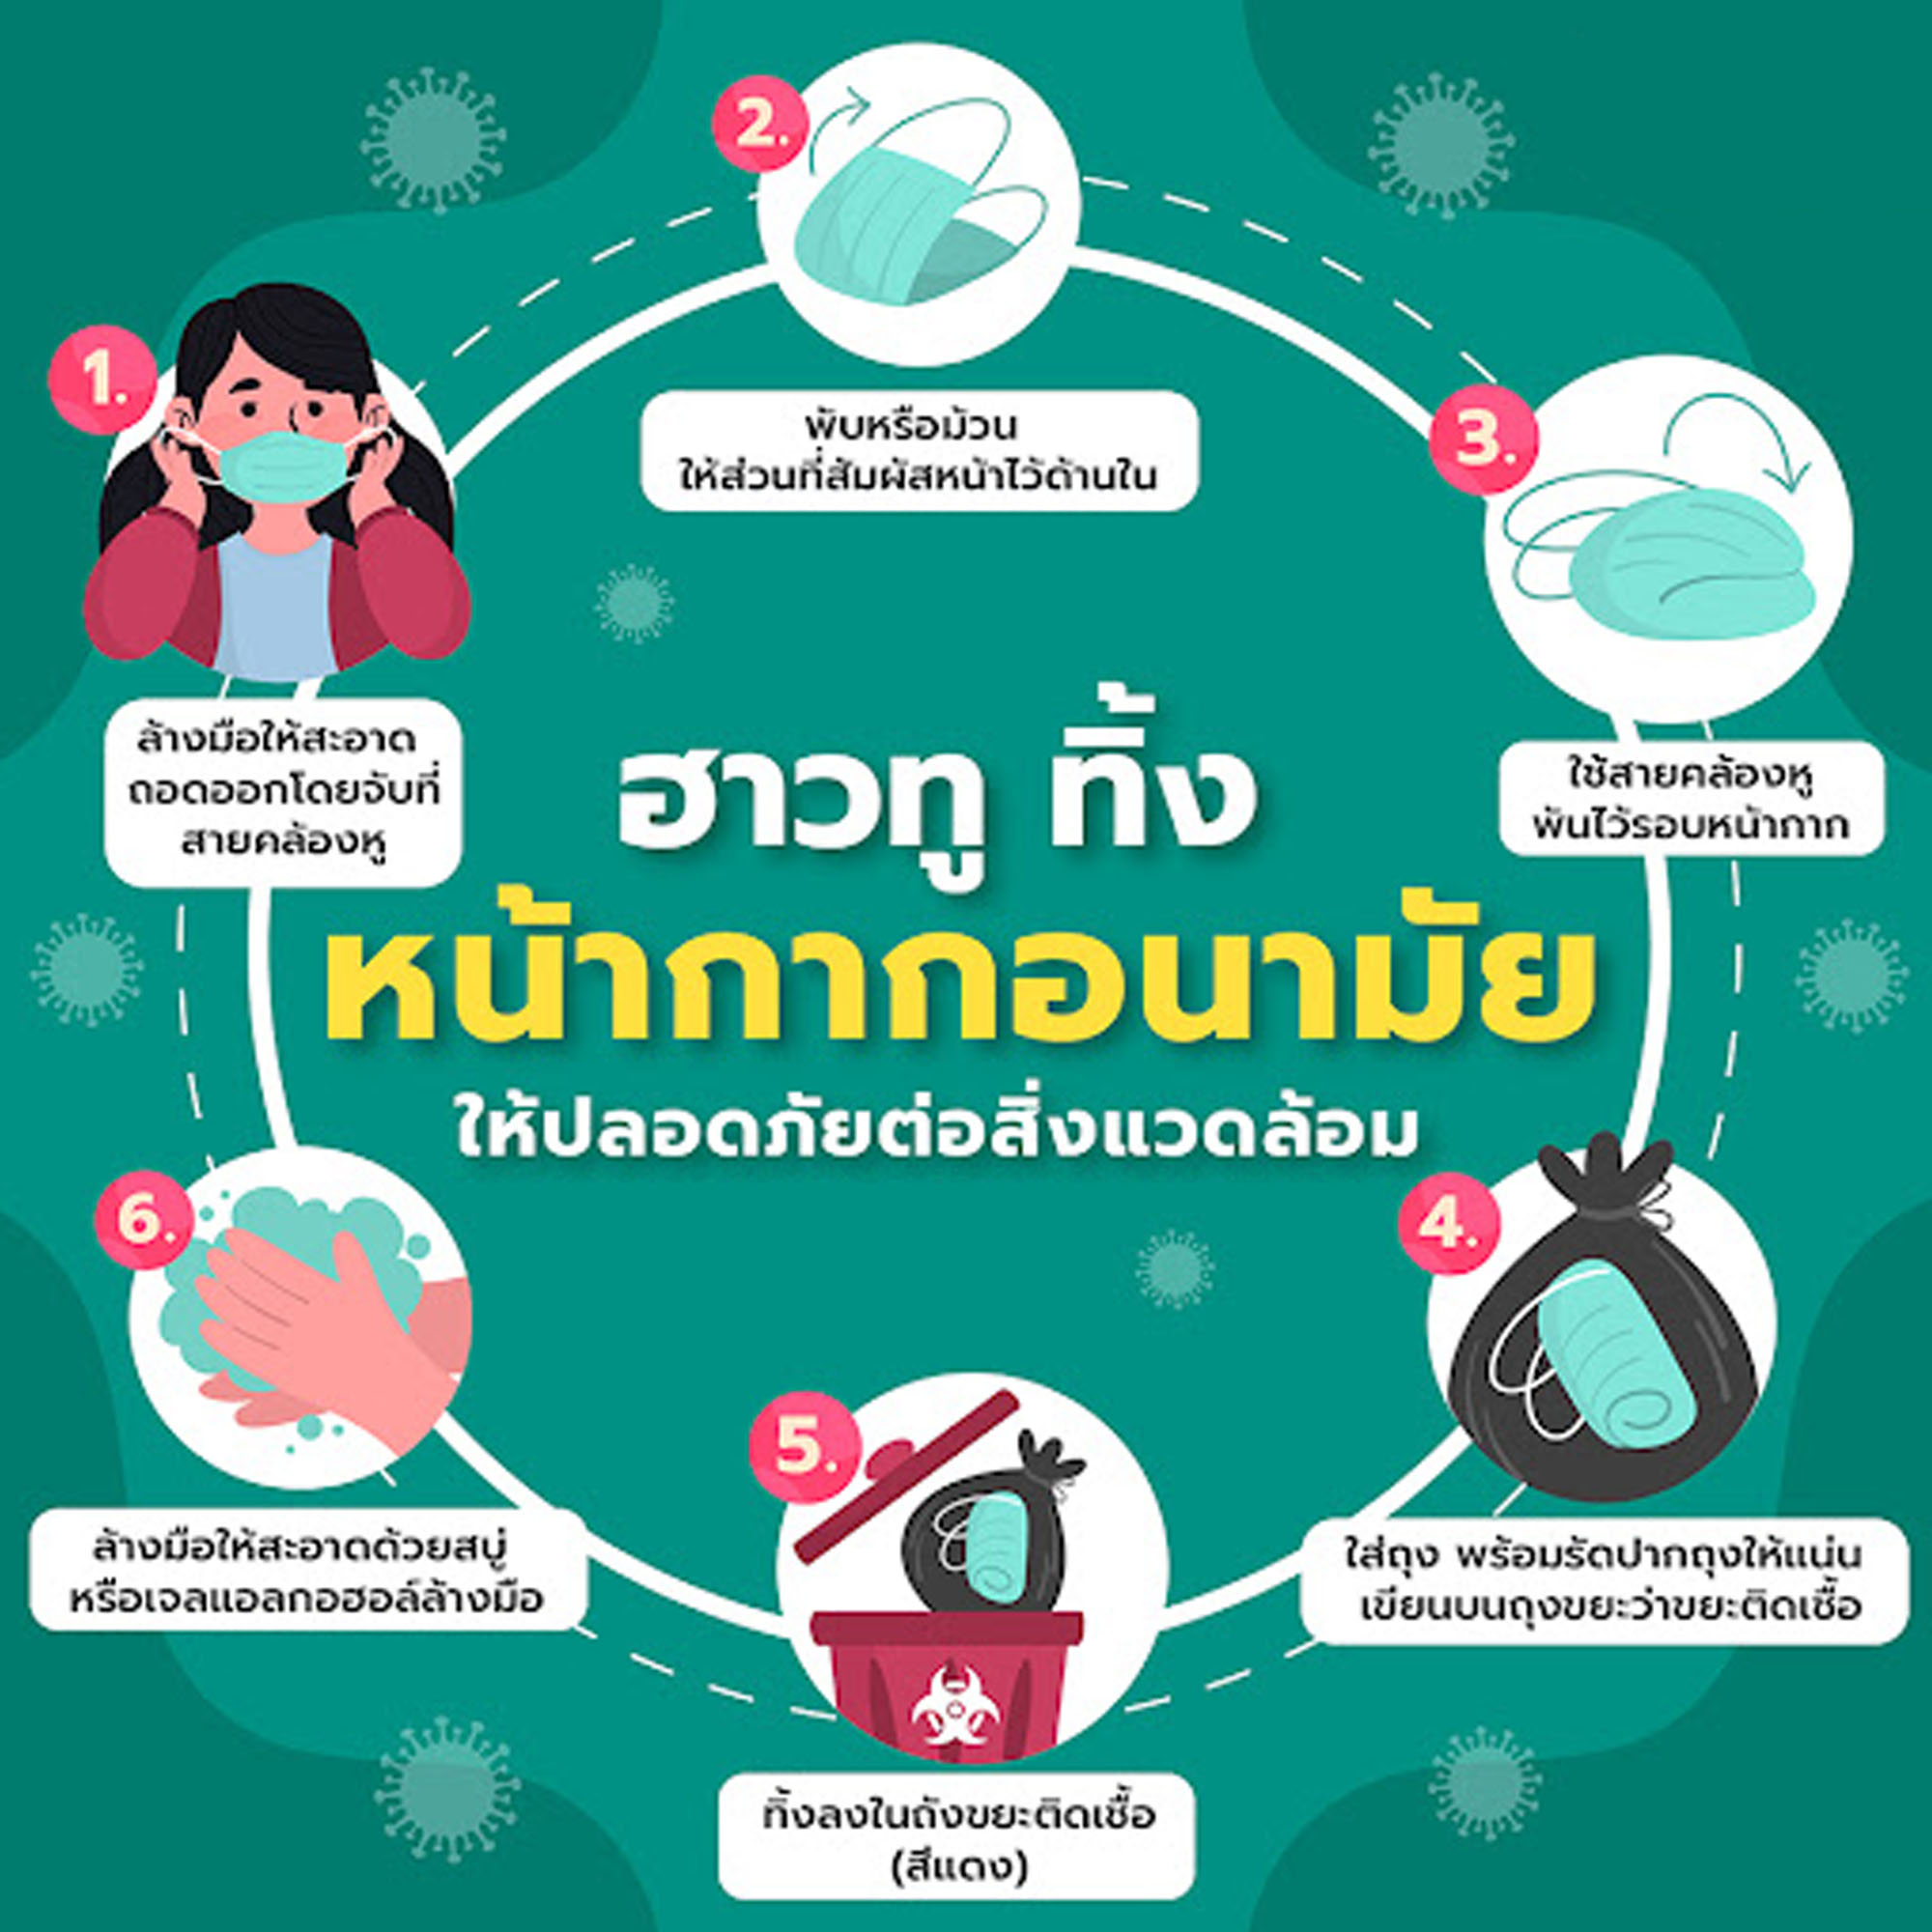 ฮาวทู ทิ้ง
หน้ากากอนามัย
ให้ปลอดภัยต่อสิ่งแวดล้อม
1.
ล้างมือให้สะอาด
ถอดออกโดยจับที่
สายคล้องหู
2.
พับหรือม้วน
ให้ส่วนที่สัมผัสหน้าไว้ด้านใน
3.
ใช้สายคล้องหู
พันไว้รอบหน้ากาก
4.
ใส่ถุง พร้อมรัดปากถุงให้แน่น
เขียนบนถุงขยะว่าขยะติดเชื้อ
5.
ทิ้งลงในถังขยะติดเชื้อ
(สีแดง)
6.
ล้างมือให้สะอาดด้วยสบู่
หรือเจลแอลกอฮอล์ล้างมือ